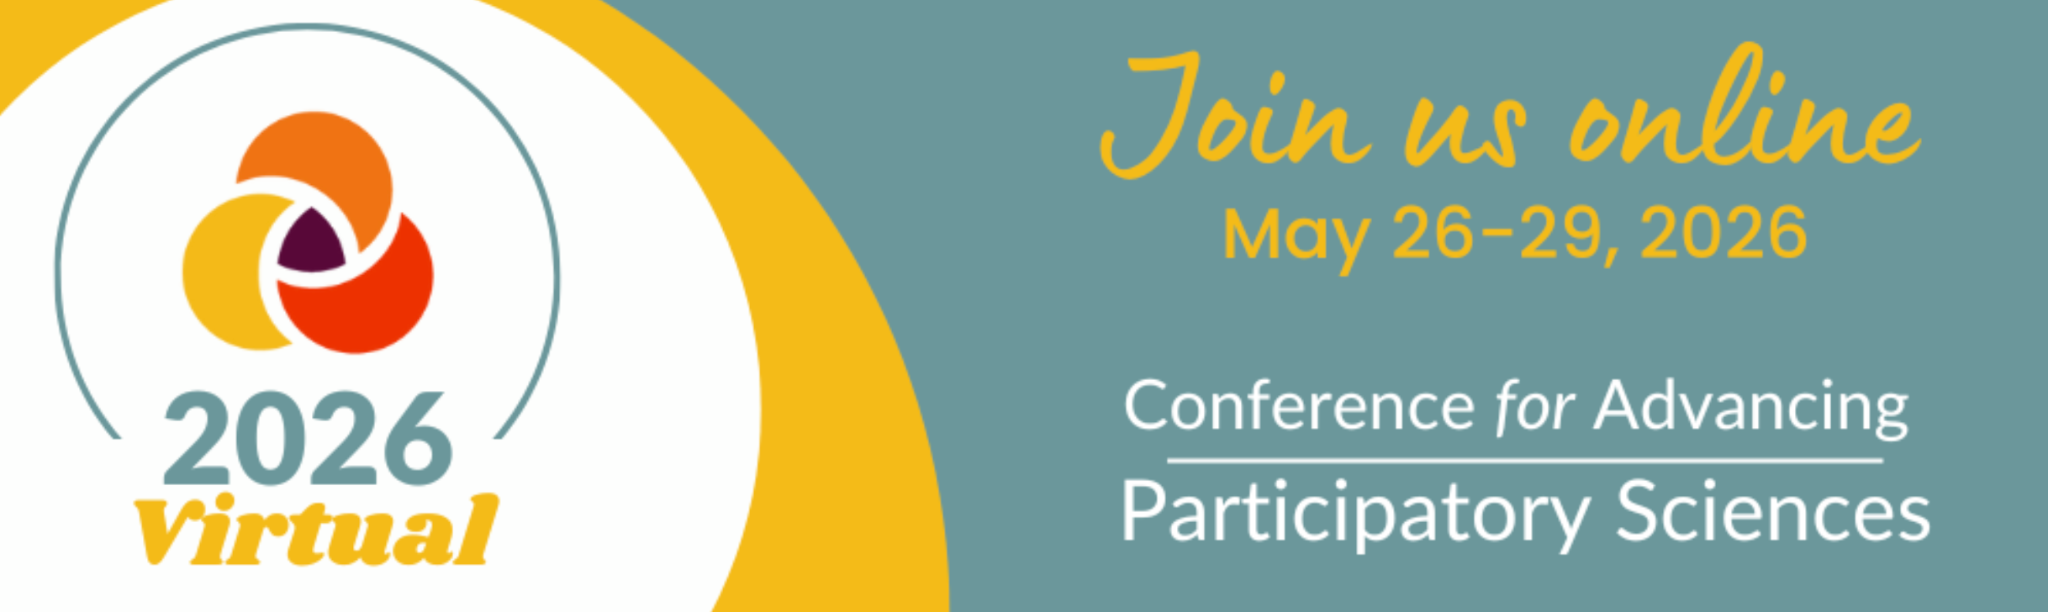 2026
Virtual
Join us online
May 26-29, 2026
Conference for Advancing
Participatory Sciences